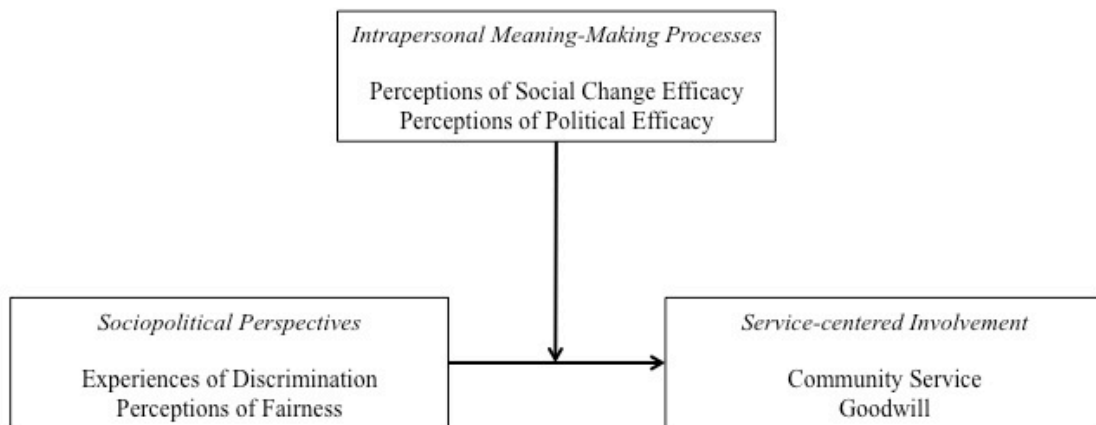 Intrapersonal Meaning-Making Processes
Perceptions of Social Change Efficacy
Perceptions of Political Efficacy
Sociopolitical Perspectives
Experiences of Discrimination
Perceptions of Fairness
Service-centered Involvement
Community Service
Goodwill